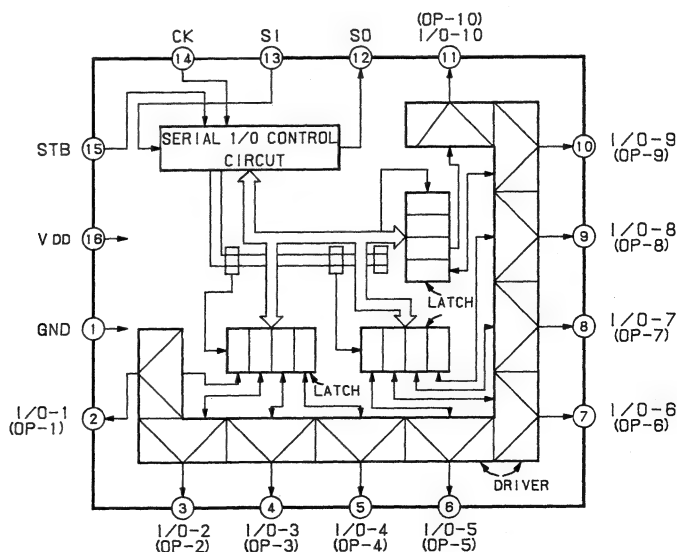 (OP-10)
CK SI SO I/O-10
14 13 12 11
SERIAL I/O CONTROL
CIRCUT
STB 15
10 I/O-9
(OP-9)
VDD 16
9 I/O-8
(OP-8)
LATCH
GND 1
8 I/O-7
(OP-7)
LATCH
I/O-1 2
(OP-1)
7 I/O-6
(OP-6)
DRIVER
3 4 5 6
I/O-2 I/O-3 I/O-4 I/O-5
(OP-2) (OP-3) (OP-4) (OP-5)